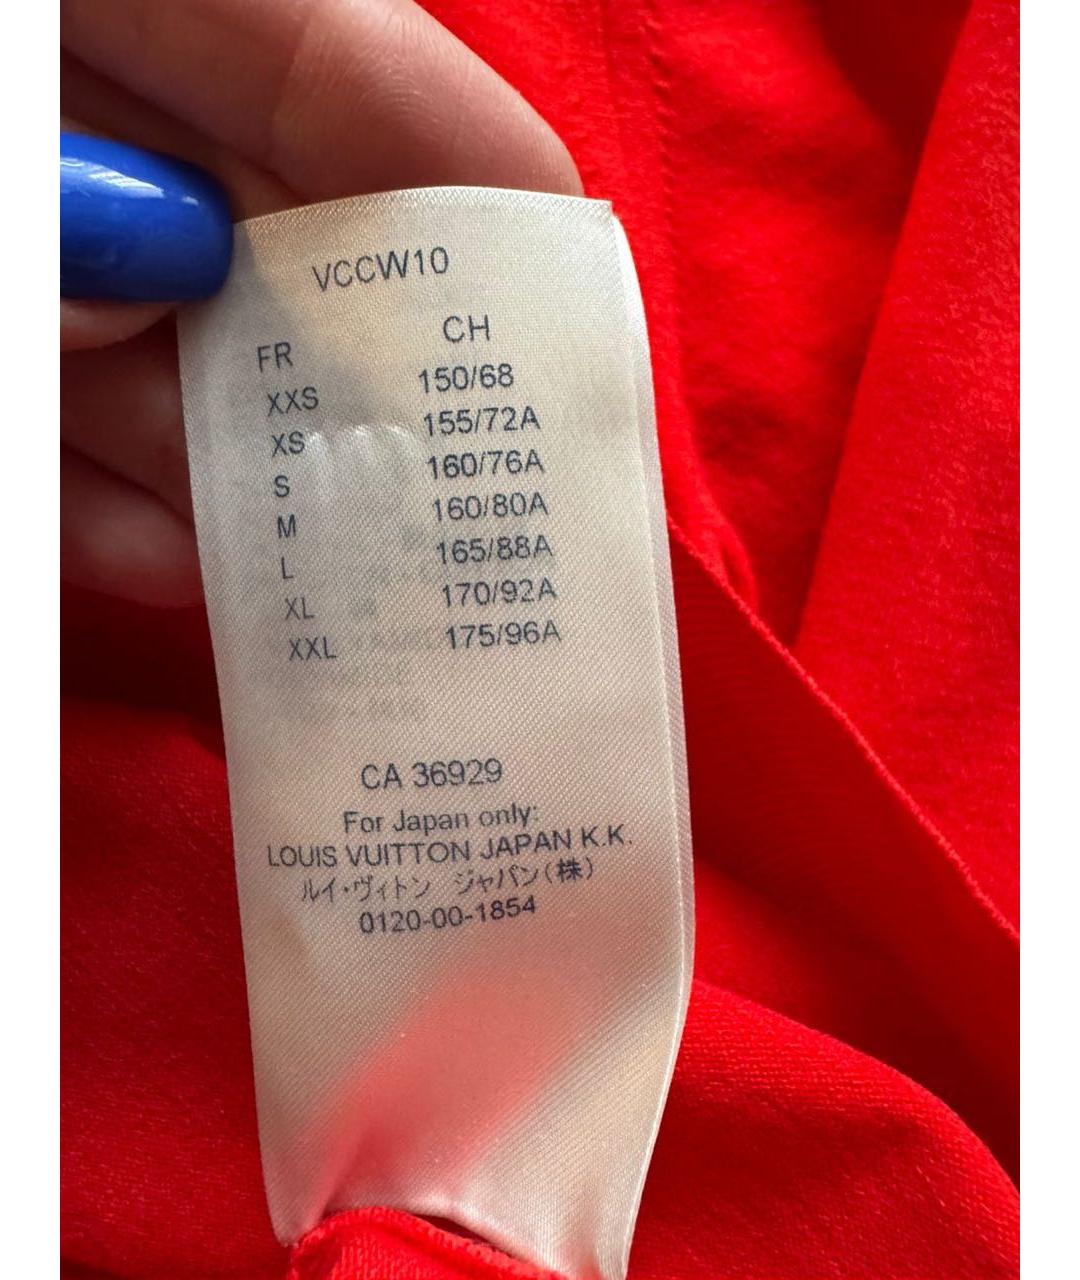 VCCW10
FR CH
XXS 150/68
XS 155/72A
S 160/76A
M 160/80A
L 165/88A
XL 170/92A
XXL 175/96A
CA 36929
For Japan only:
LOUIS VUITTON JAPAN K.K.
ルイ・ヴィトン ジャパン(株)
0120-00-1854